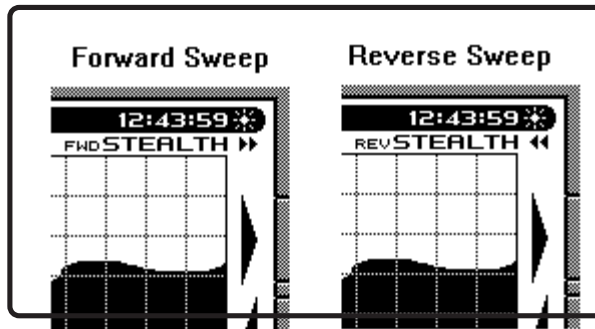 Forward Sweep
12:43:59
FWD STEALTH
Reverse Sweep
12:43:59
REV STEALTH